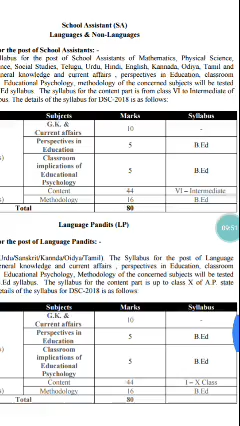 School Assistant (SA)
Languages & Non-Languages
or the post of School Assistants: -
llabus for the post of School Assistants of Mathematics, Physical Science,
nce, Social Studies, Telugu, Urdu, Hindi, English, Kannada, Odiya, Tamil and
neral knowledge and current affairs , perspectives in Education, classroom
Educational Psychology, methodology of the concerned subjects will be tested
Ed syllabus. The syllabus for the content part is from class VI to Intermediate of
bus. The details of the syllabus for DSC-2018 is as follows:
Subjects Marks Syllabus
G.K. &
Current affairs 10 -
Perspectives in
Education 5 B.Ed
s) Classroom
implications of
Educational
Psychology 5 B.Ed
Content 44 VI – Intermediate
s) Methodology 16 B.Ed
Total 80
09:51
Language Pandits (LP)
or the post of Language Pandits: -
Urdu/Sanskrit/Kannda/Odiya/Tamil). The Syllabus for the post of Language
neral knowledge and current affairs , perspectives in Education, classroom
Educational Psychology, Methodology of the concerned subjects will be tested
.Ed syllabus. The syllabus for the content part is up to class X of A.P. state
etails of the syllabus for DSC-2018 is as follows:
Subjects Marks Syllabus
G.K. &
Current affairs 10 -
Perspectives in
Education 5 B.Ed
s) Classroom
implications of
Educational
Psychology 5 B.Ed
Content 44 I – X Class
s) Methodology 16 B.Ed
Total 80